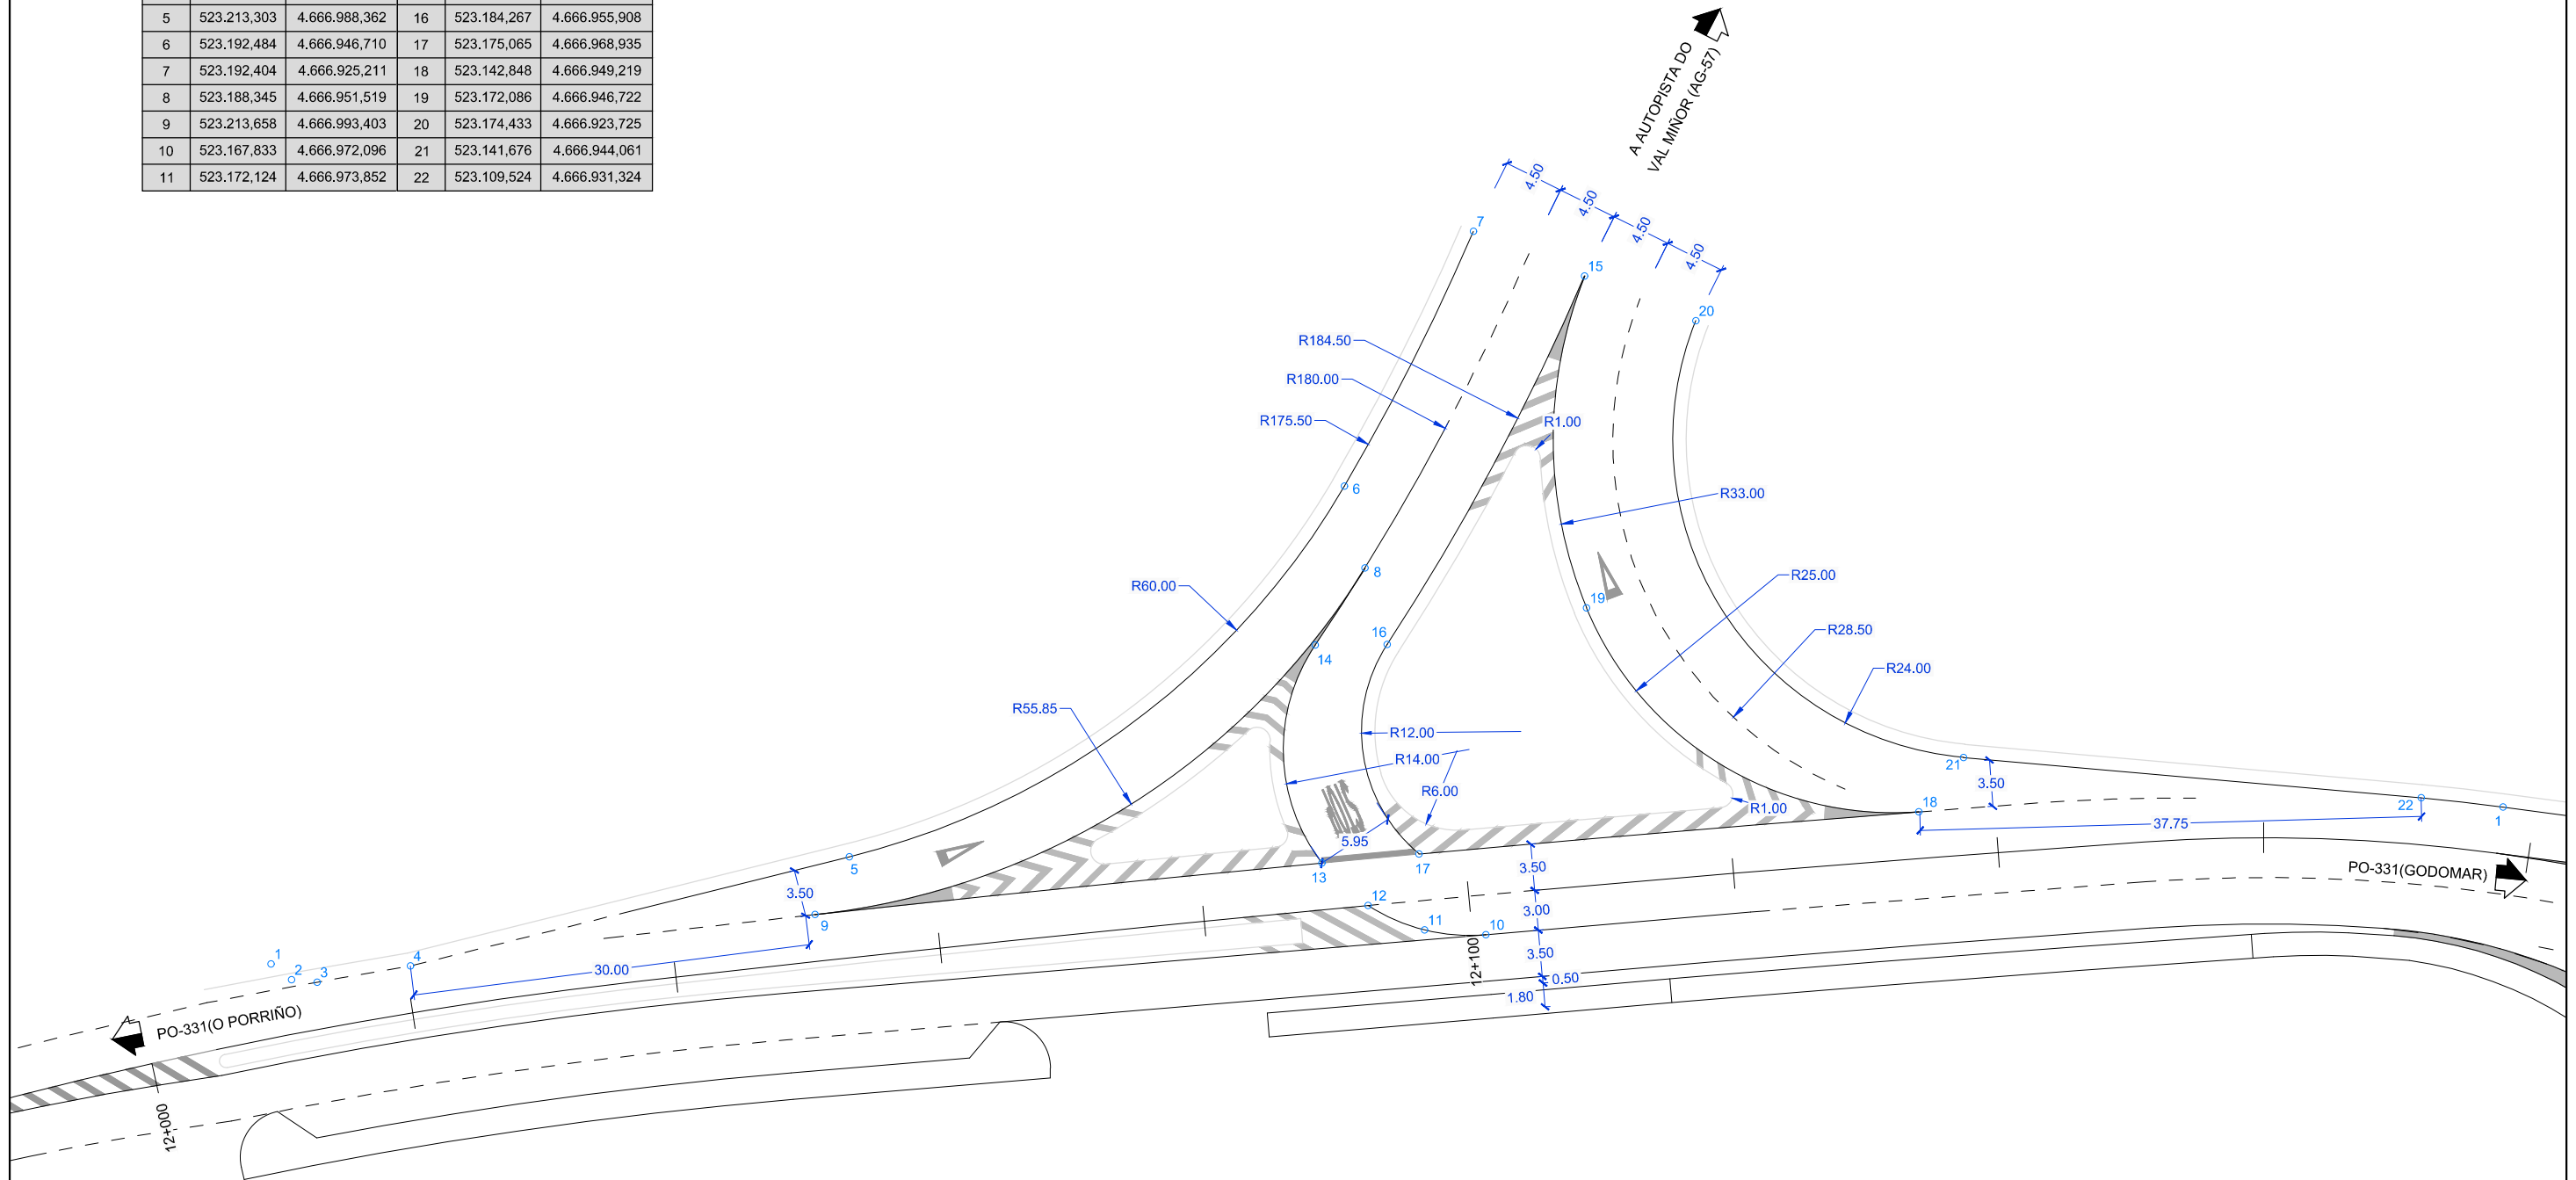 5 523.213,303 4.666.988,362 16 523.184,267 4.666.955,908
6 523.192,484 4.666.946,710 17 523.175,065 4.666.968,935
7 523.192,404 4.666.925,211 18 523.142,848 4.666.949,219
8 523.188,345 4.666.951,519 19 523.172,086 4.666.946,722
9 523.213,658 4.666.993,403 20 523.174,433 4.666.923,725
10 523.167,833 4.666.972,096 21 523.141,676 4.666.944,061
11 523.172,124 4.666.973,852 22 523.109,524 4.666.931,324
A AUTOPISTA DO
VAL MIÑOR (AG-57)
4.50
4.50
4.50
4.50
7
15
20
R184.50
R180.00
R175.50
R1.00
6
R33.00
8
R60.00
R25.00
19
16
R28.50
14
R24.00
R55.85
R12.00
R14.00
21
3.50
R6.00
R1.00
18
22
1
37.75
5.95
5
13
17
3.50
3.50
PO-331(GODOMAR)
12
3.00
9
11
10
1
2
3
4
30.00
12+100
3.50
0.50
1.80
PO-331(O PORRIÑO)
12+000